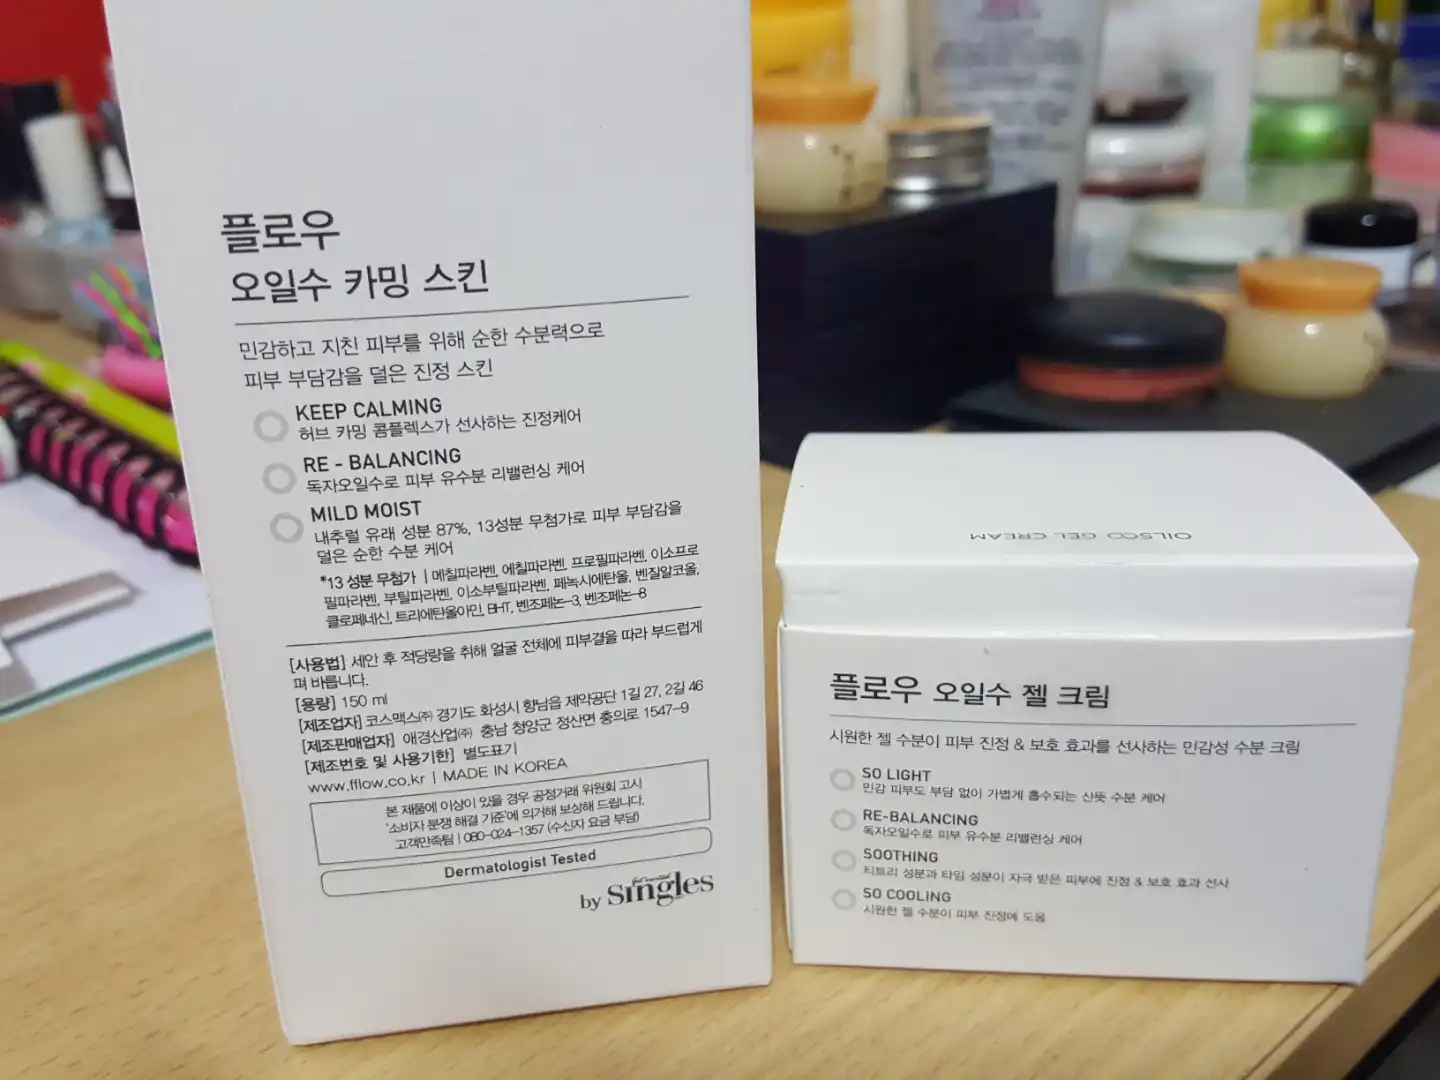 플로우
오일수 카밍 스킨
민감하고 지친 피부를 위해 순한 수분력으로
피부 부담감을 덜은 진정 스킨
KEEP CALMING
허브 카밍 콤플렉스가 선사하는 진정케어
RE - BALANCING
독자오일수로 피부 유수분 리밸런싱 케어
MILD MOIST
내추럴 유래 성분 87%, 13성분 무첨가로 피부 부담감을
덜은 순한 수분 케어
*13 성분 무첨가 | 메칠파라벤, 에칠파라벤, 프로필파라벤, 이소프로
필파라벤, 부틸파라벤, 이소부틸파라벤, 페녹시에탄올, 벤질알코올,
클로페네신, 트리에탄올아민, BHT, 벤조페논-3, 벤조페논-8
[사용법] 세안 후 적당량을 취해 얼굴 전체에 피부결을 따라 부드럽게
펴 바릅니다.
[용량] 150 ml
[제조업자] 코스맥스㈜ 경기도 화성시 향남읍 제약공단 1길 27, 2길 46
[제조판매업자] 애경산업㈜ 충남 청양군 정산면 충의로 1547-9
[제조번호 및 사용기한] 별도표기
www.fflow.co.kr | MADE IN KOREA
본 제품에 이상이 있을 경우 공정거래 위원회 고시
'소비자 분쟁 해결 기준'에 의거해 보상해 드립니다.
고객만족팀 | 080-024-1357 (수신자 요금 부담)
Dermatologist Tested
by Singles
OILSOO GEL CREAM
플로우 오일수 젤 크림
시원한 젤 수분이 피부 진정 & 보호 효과를 선사하는 민감성 수분 크림
SO LIGHT
민감 피부도 부담 없이 가볍게 흡수되는 산뜻 수분 케어
RE-BALANCING
독자오일수로 피부 유수분 리밸런싱 케어
SOOTHING
티트리 성분과 타임 성분이 자극 받은 피부에 진정 & 보호 효과 선사
SO COOLING
시원한 젤 수분이 피부 진정에 도움